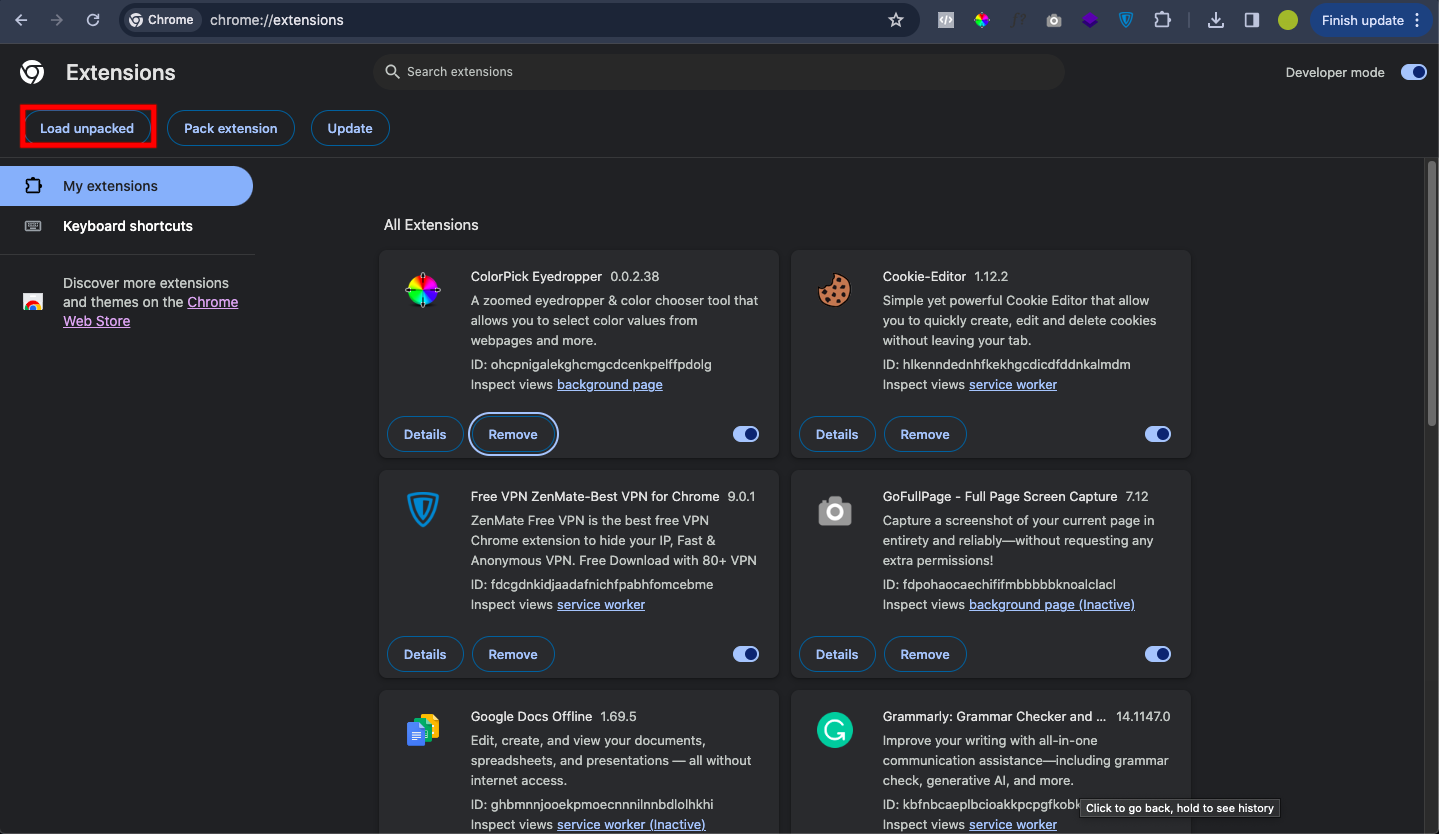 Chrome chrome://extensions Finish update
Extensions Search extensions Developer mode
Load unpacked Pack extension Update
My extensions
Keyboard shortcuts
Discover more extensions
and themes on the Chrome
Web Store
All Extensions
ColorPick Eyedropper 0.0.2.38
A zoomed eyedropper & color chooser tool that
allows you to select color values from
webpages and more.
ID: ohcpnigalekghcmgcdcenkpelffpdolg
Inspect views background page
Details Remove
Cookie-Editor 1.12.2
Simple yet powerful Cookie Editor that allow
you to quickly create, edit and delete cookies
without leaving your tab.
ID: hlkenndednhfkekhgcdicdfddnkalmdm
Inspect views service worker
Details Remove
Free VPN ZenMate-Best VPN for Chrome 9.0.1
ZenMate Free VPN is the best free VPN
Chrome extension to hide your IP, Fast &
Anonymous VPN. Free Download with 80+ VPN
ID: fdcgdnkidjaadafnichfpabhfomcebme
Inspect views service worker
Details Remove
GoFullPage - Full Page Screen Capture 7.12
Capture a screenshot of your current page in
entirety and reliably—without requesting any
extra permissions!
ID: fdpohaocaechififmbbbbbknoalclacl
Inspect views background page (Inactive)
Details Remove
Google Docs Offline 1.69.5
Edit, create, and view your documents,
spreadsheets, and presentations — all without
internet access.
ID: ghbmnnjooekpmoecnnnilnnbdlolhkhi
Inspect views service worker (Inactive)
Grammarly: Grammar Checker and ... 14.1147.0
Improve your writing with all-in-one
communication assistance—including grammar
check, generative AI, and more.
ID: kbfnbcaeplbcioakkpcpgfkobk
Click to go back, hold to see history
Inspect views service worker